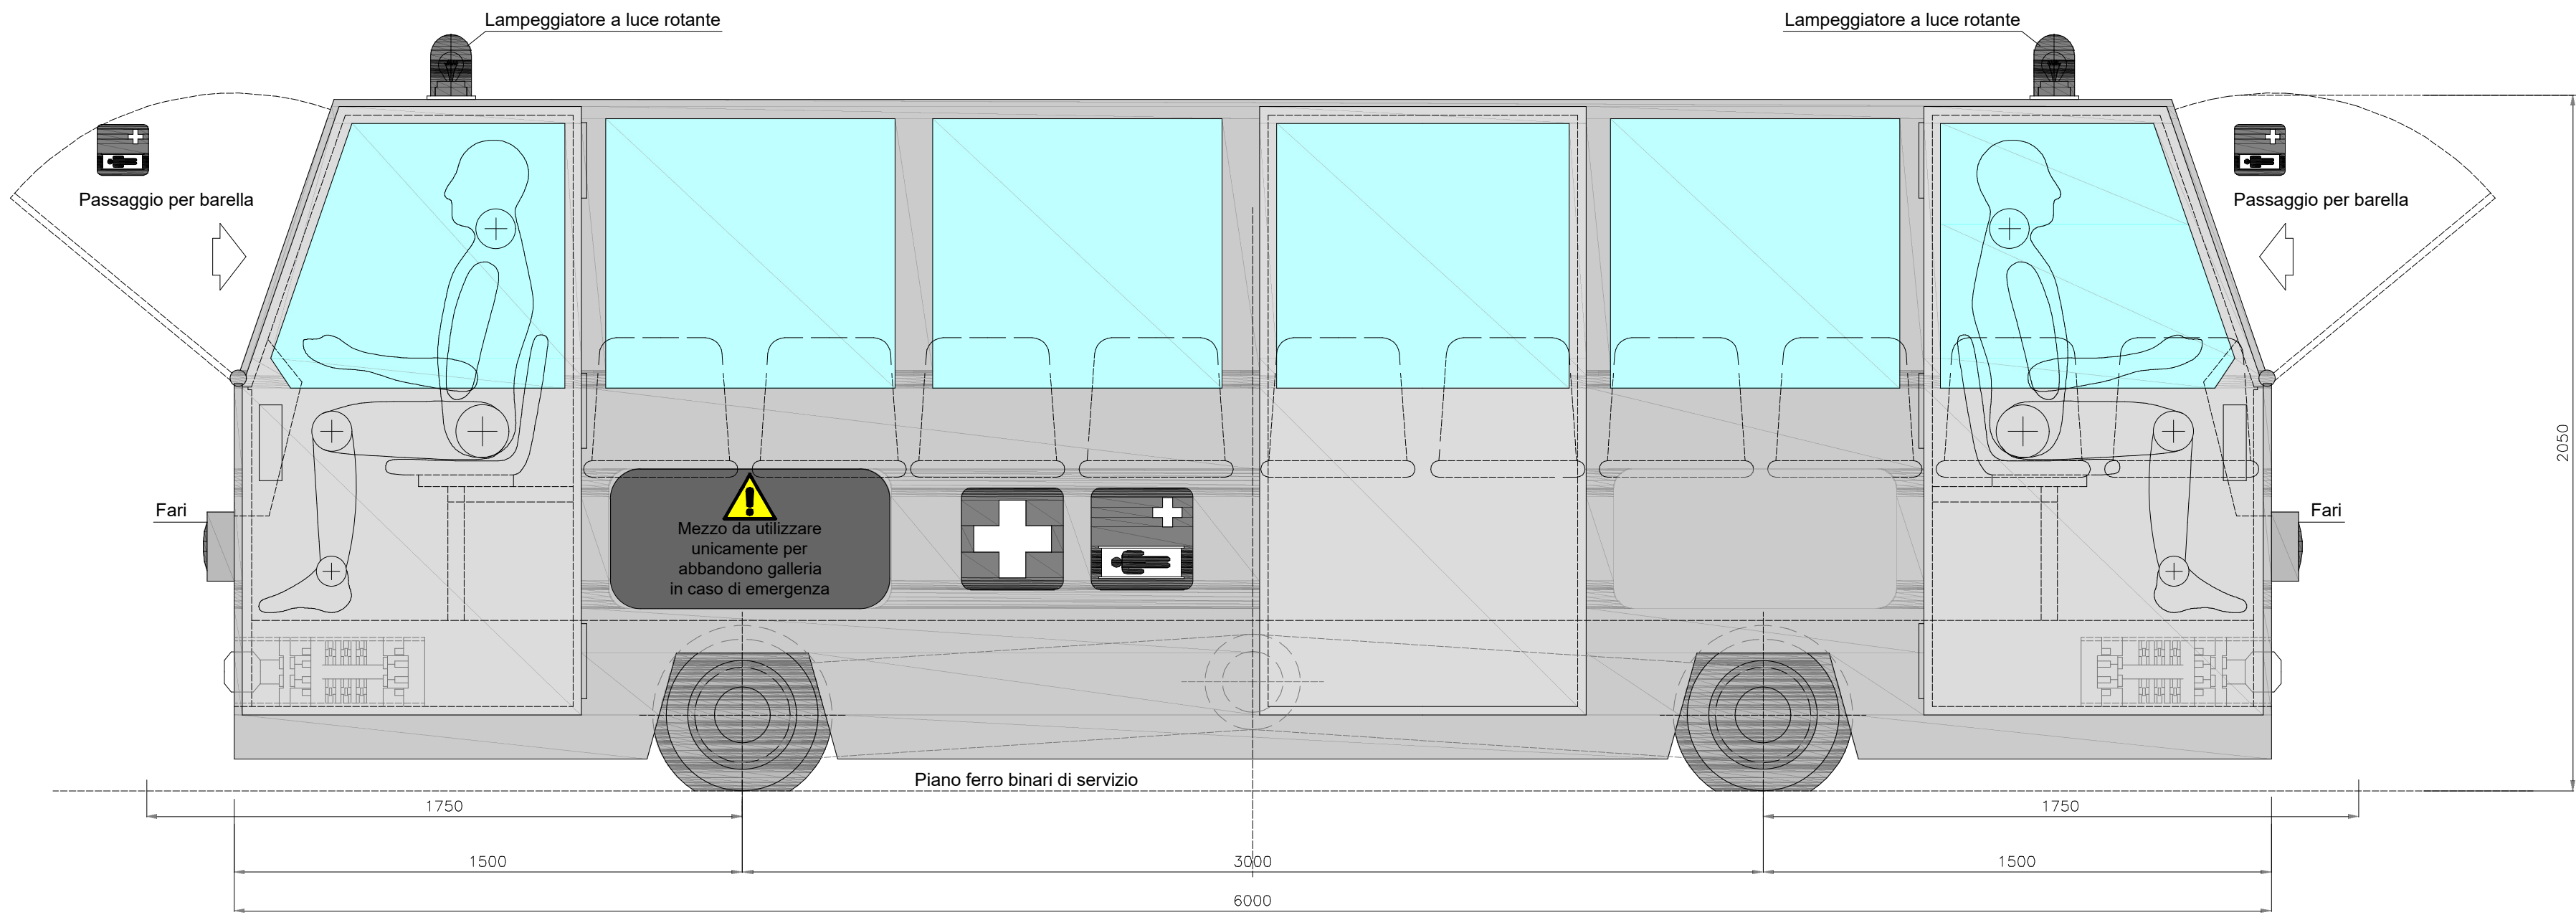 Lampeggiatore a luce rotante
Lampeggiatore a luce rotante
Passaggio per barella
Passaggio per barella
2050
Fari
Fari
!
Mezzo da utilizzare
unicamente per
abbandono galleria
in caso di emergenza
Piano ferro binari di servizio
1750
1750
1500
3000
1500
6000